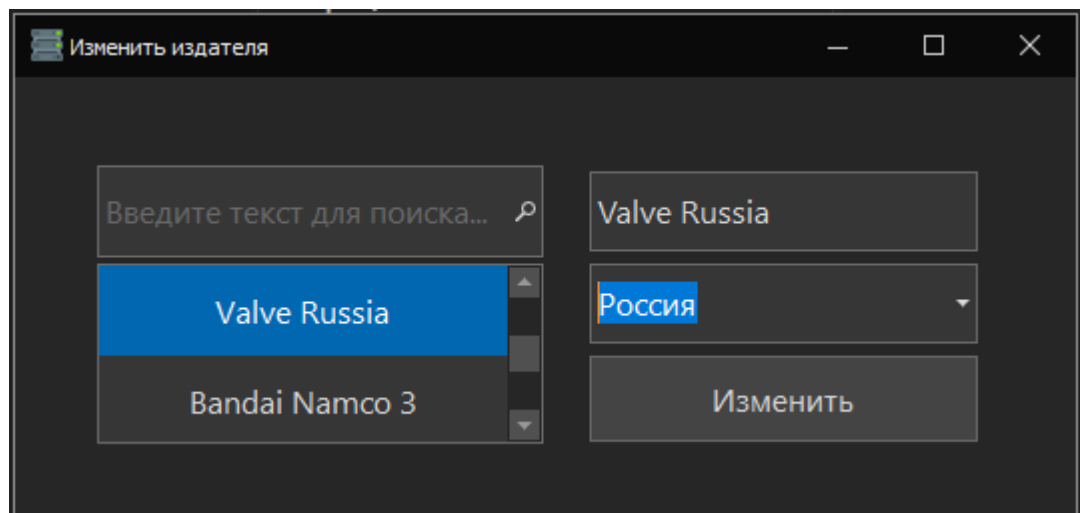 Изменить издателя
Введите текст для поиска...
Valve Russia
Bandai Namco 3
Valve Russia
Россия
Изменить